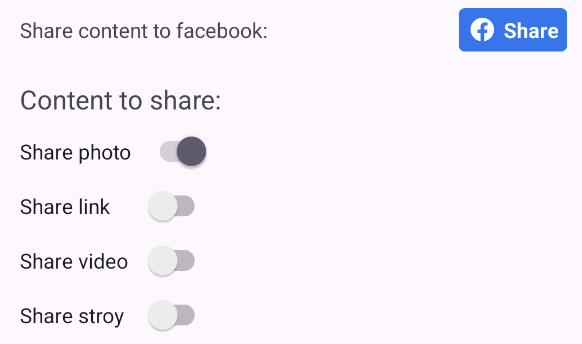 Share content to facebook:
Share
Content to share:
Share photo
Share link
Share video
Share stroy